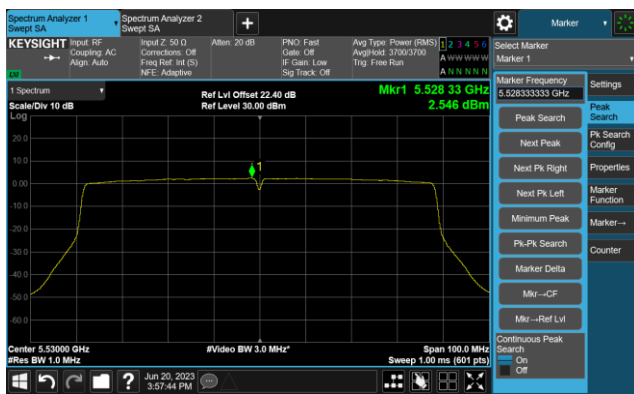 Spectrum Analyzer 1
Swept SA
Spectrum Analyzer 2
Swept SA
Marker
KEYSIGHT
Input: RF
Coupling: AC
Align: Auto
Input Z: 50 Ω
Corrections: Off
Freq Ref: Int (S)
NFE: Adaptive
Atten: 20 dB
PNO: Fast
Gate: Off
IF Gain: Low
Sig Track: Off
Avg Type: Power (RMS)
Avg|Hold: 3700/3700
Trig: Free Run
1 2 3 4 5 6
A W W W W W
A N N N N N
Select Marker
Marker 1
1 Spectrum
Scale/Div 10 dB
Log
Ref Lvl Offset 22.40 dB
Ref Level 30.00 dBm
Mkr1 5.528 33 GHz
2.546 dBm
20.0
10.0
0.00
-10.0
-20.0
-30.0
-40.0
-50.0
-60.0
1
Center 5.53000 GHz
#Res BW 1.0 MHz
#Video BW 3.0 MHz*
Span 100.0 MHz
Sweep 1.00 ms (601 pts)
Marker Frequency
5.528333333 GHz
Peak Search
Next Peak
Next Pk Right
Next Pk Left
Minimum Peak
Pk-Pk Search
Marker Delta
Mkr→CF
Mkr→Ref Lvl
Continuous Peak
Search
On
Off
Settings
Peak
Search
Pk Search
Config
Properties
Marker
Function
Marker→
Counter
?
Jun 20, 2023
3:57:44 PM